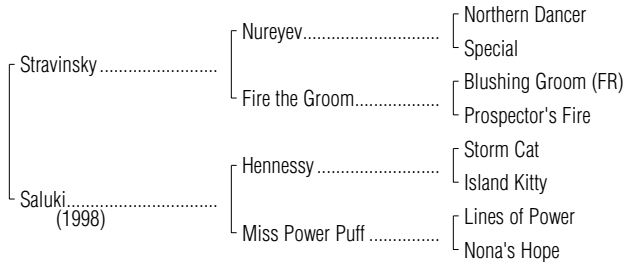 Northern Dancer
Nureyev
Special
Stravinsky
Blushing Groom (FR)
Fire the Groom
Prospector's Fire
Storm Cat
Hennessy
Island Kitty
Saluki
(1998)
Lines of Power
Miss Power Puff
Nona's Hope